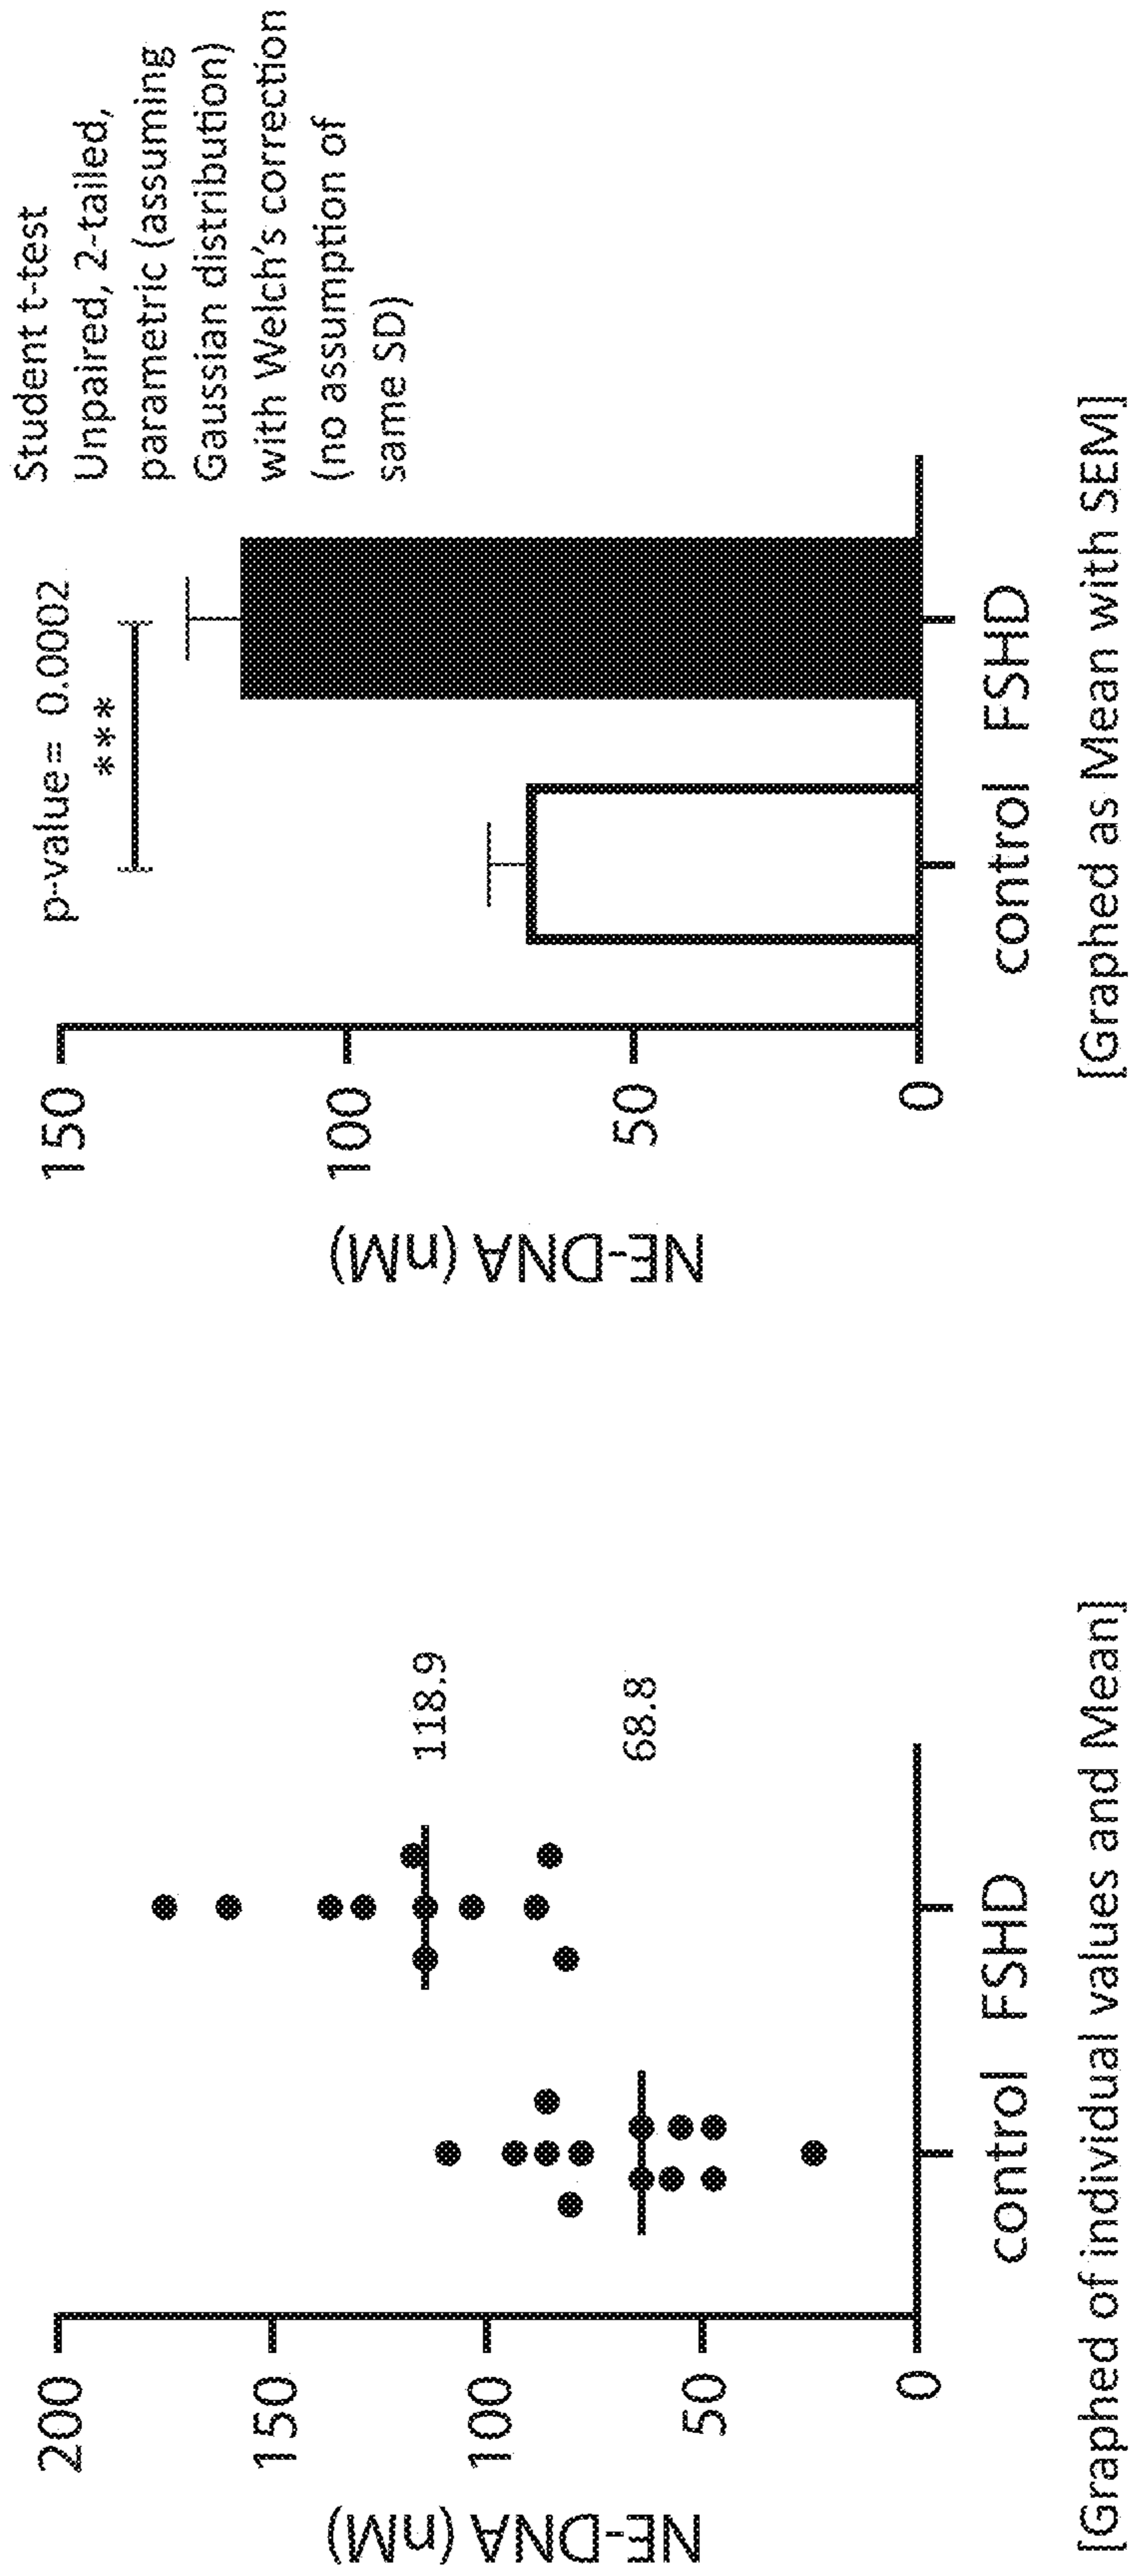 NE-DNA (nM)
200
150
100
50
0
118.9
68.8
control FSHD
[Graphed of individual values and Mean]
NE-DNA (nM)
150
100
50
0
p-value= 0.0002
***
Student t-test
Unpaired, 2-tailed,
parametric (assuming
Gaussian distribution)
with Welch's correction
(no assumption of
same SD)
control FSHD
[Graphed as Mean with SEM]